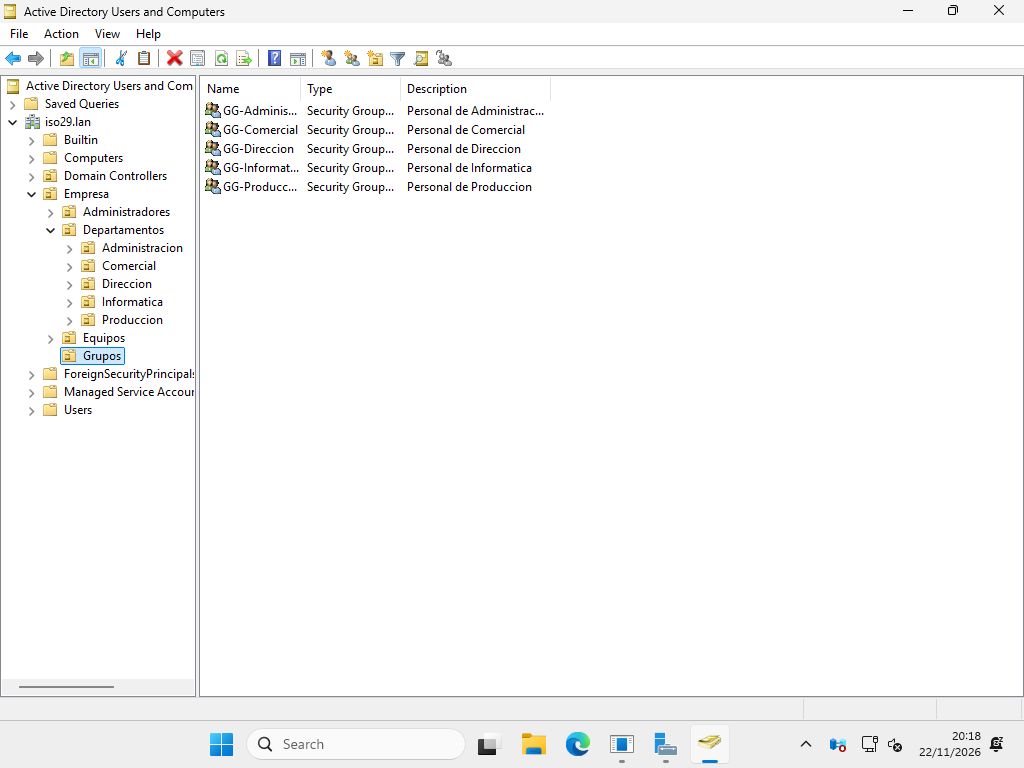 Active Directory Users and Computers
File Action View Help
Active Directory Users and Com
Saved Queries
iso29.lan
Builtin
Computers
Domain Controllers
Empresa
Administradores
Departamentos
Administracion
Comercial
Direccion
Informatica
Produccion
Equipos
Grupos
ForeignSecurityPrincipals
Managed Service Accoun
Users
Name Type Description
GG-Adminis... Security Group... Personal de Administrac...
GG-Comercial Security Group... Personal de Comercial
GG-Direccion Security Group... Personal de Direccion
GG-Informat... Security Group... Personal de Informatica
GG-Producc... Security Group... Personal de Produccion
Search
20:18
22/11/2026